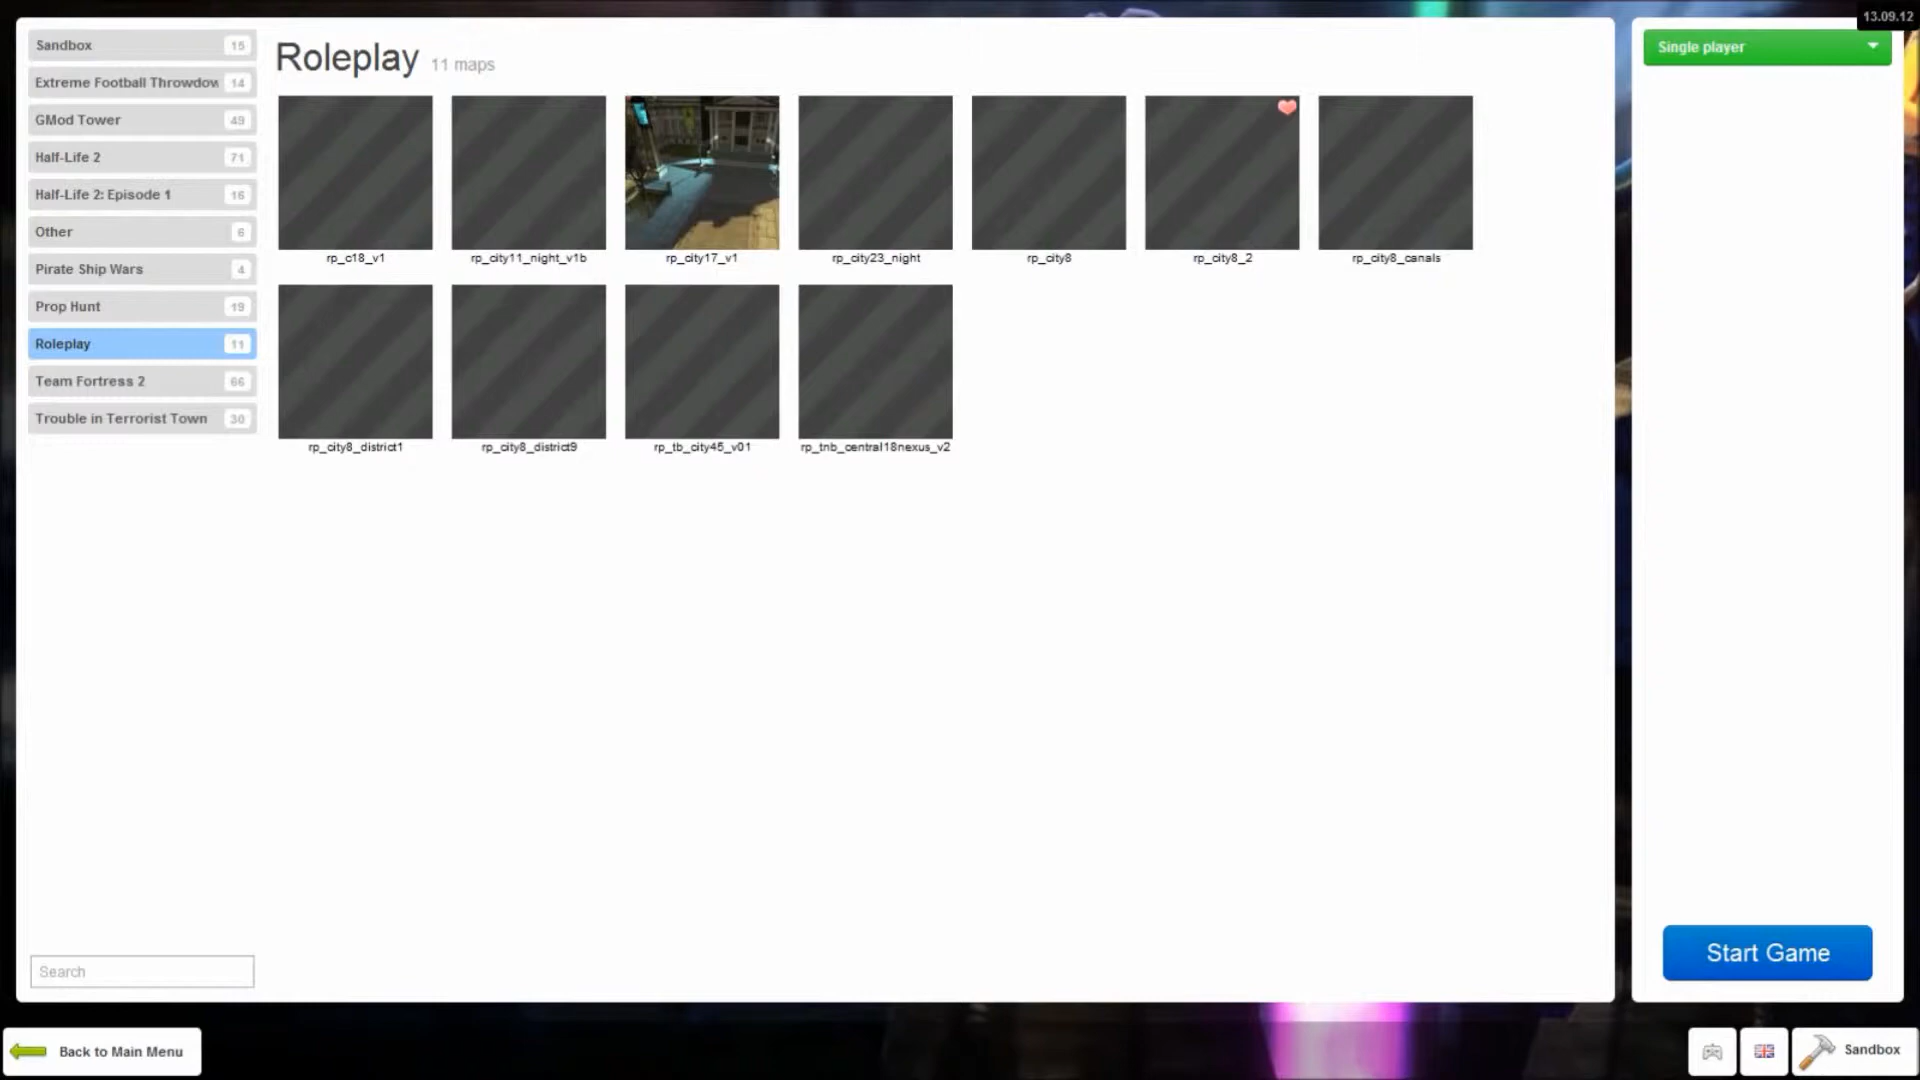 13.09.12
Sandbox 15
Extreme Football Throwdow 14
GMod Tower 49
Half-Life 2 71
Half-Life 2: Episode 1 16
Other 6
Pirate Ship Wars 4
Prop Hunt 19
Roleplay 11
Team Fortress 2 66
Trouble in Terrorist Town 30
Search
Roleplay 11 maps
rp_c18_v1 rp_city11_night_v1b rp_city17_v1 rp_city23_night rp_city8 rp_city8_2 rp_city8_canals
rp_city8_district1 rp_city8_district9 rp_tb_city45_v01 rp_tnb_central18nexus_v2
Single player
Start Game
Back to Main Menu
Sandbox